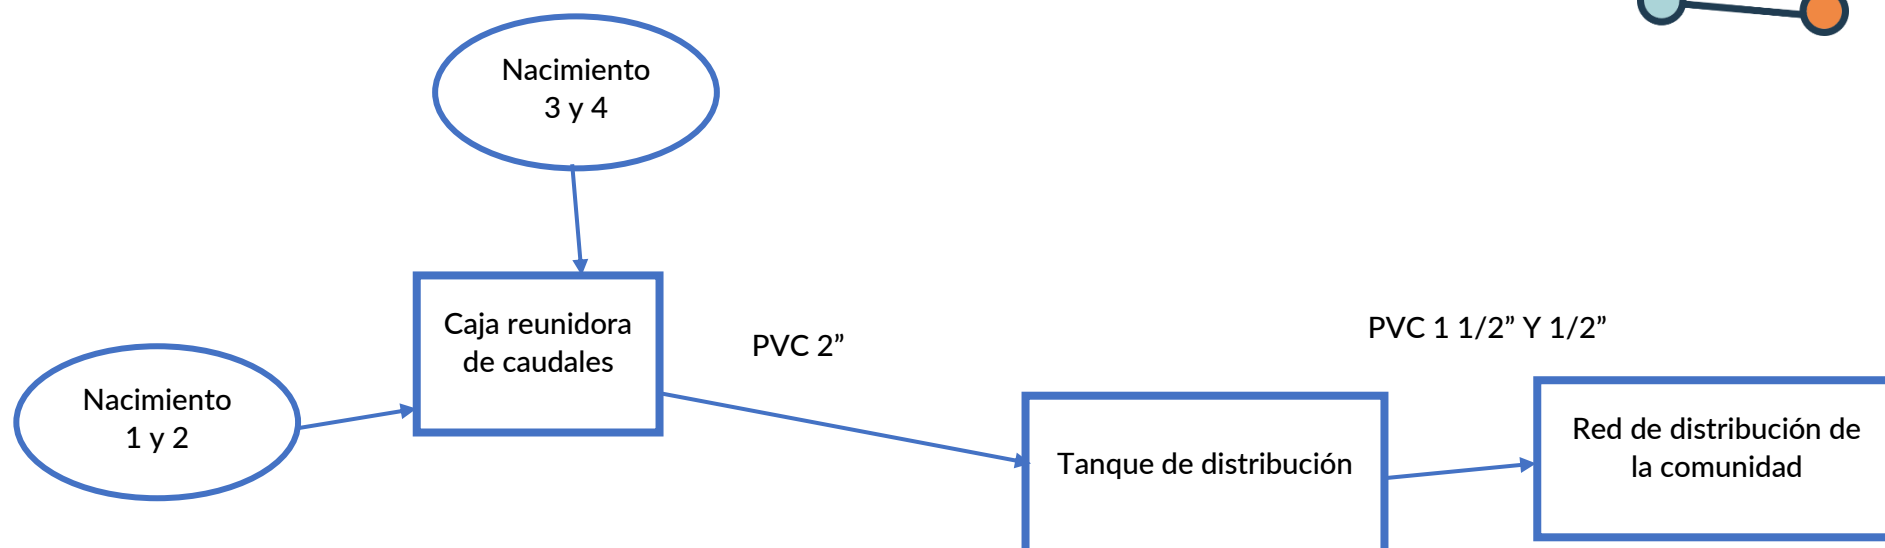 Nacimiento
3 y 4
Caja reunidora
de caudales
PVC 2”
PVC 1 1/2” Y 1/2”
Nacimiento
1 y 2
Tanque de distribución
Red de distribución de
la comunidad